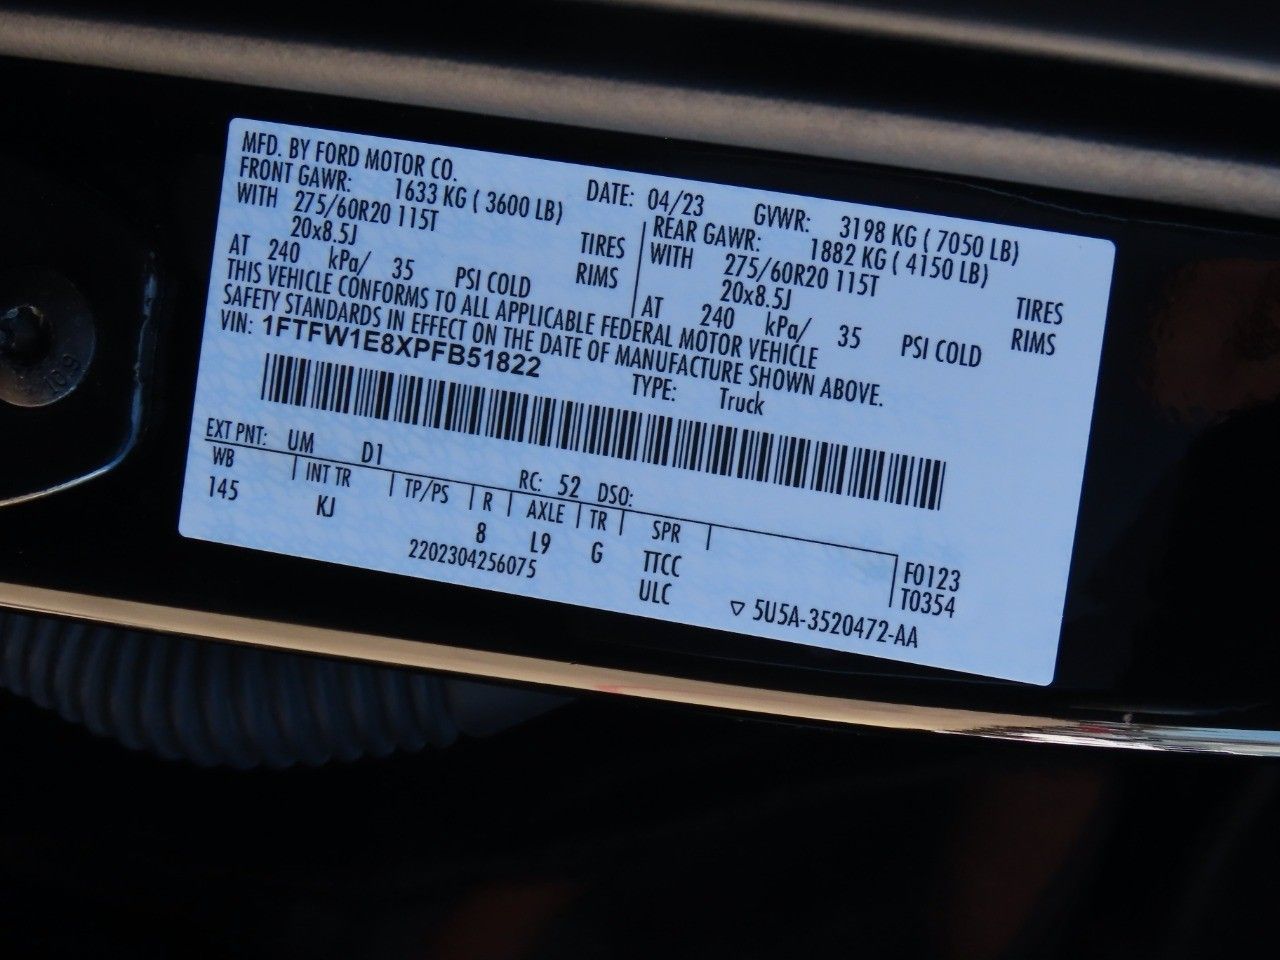 MFD. BY FORD MOTOR CO. DATE: 04/23 GVWR: 3198 KG ( 7050 LB)
FRONT GAWR: 1633 KG ( 3600 LB) REAR GAWR: 1882 KG ( 4150 LB)
WITH 275/60R20 115T TIRES WITH 275/60R20 115T TIRES
20x8.5J RIMS 20x8.5J RIMS
AT 240 kPa/ 35 PSI COLD AT 240 kPa/ 35 PSI COLD
THIS VEHICLE CONFORMS TO ALL APPLICABLE FEDERAL MOTOR VEHICLE
SAFETY STANDARDS IN EFFECT ON THE DATE OF MANUFACTURE SHOWN ABOVE.
VIN: 1FTFW1E8XPFB51822 TYPE: Truck
EXT PNT: UM D1 RC: 52 DSO:
WB INT TR TP/PS R AXLE TR SPR
145 KJ 8 L9 G TTCC F0123
2202304256075 ULC T0354
▽ 5U5A-3520472-AA
60T